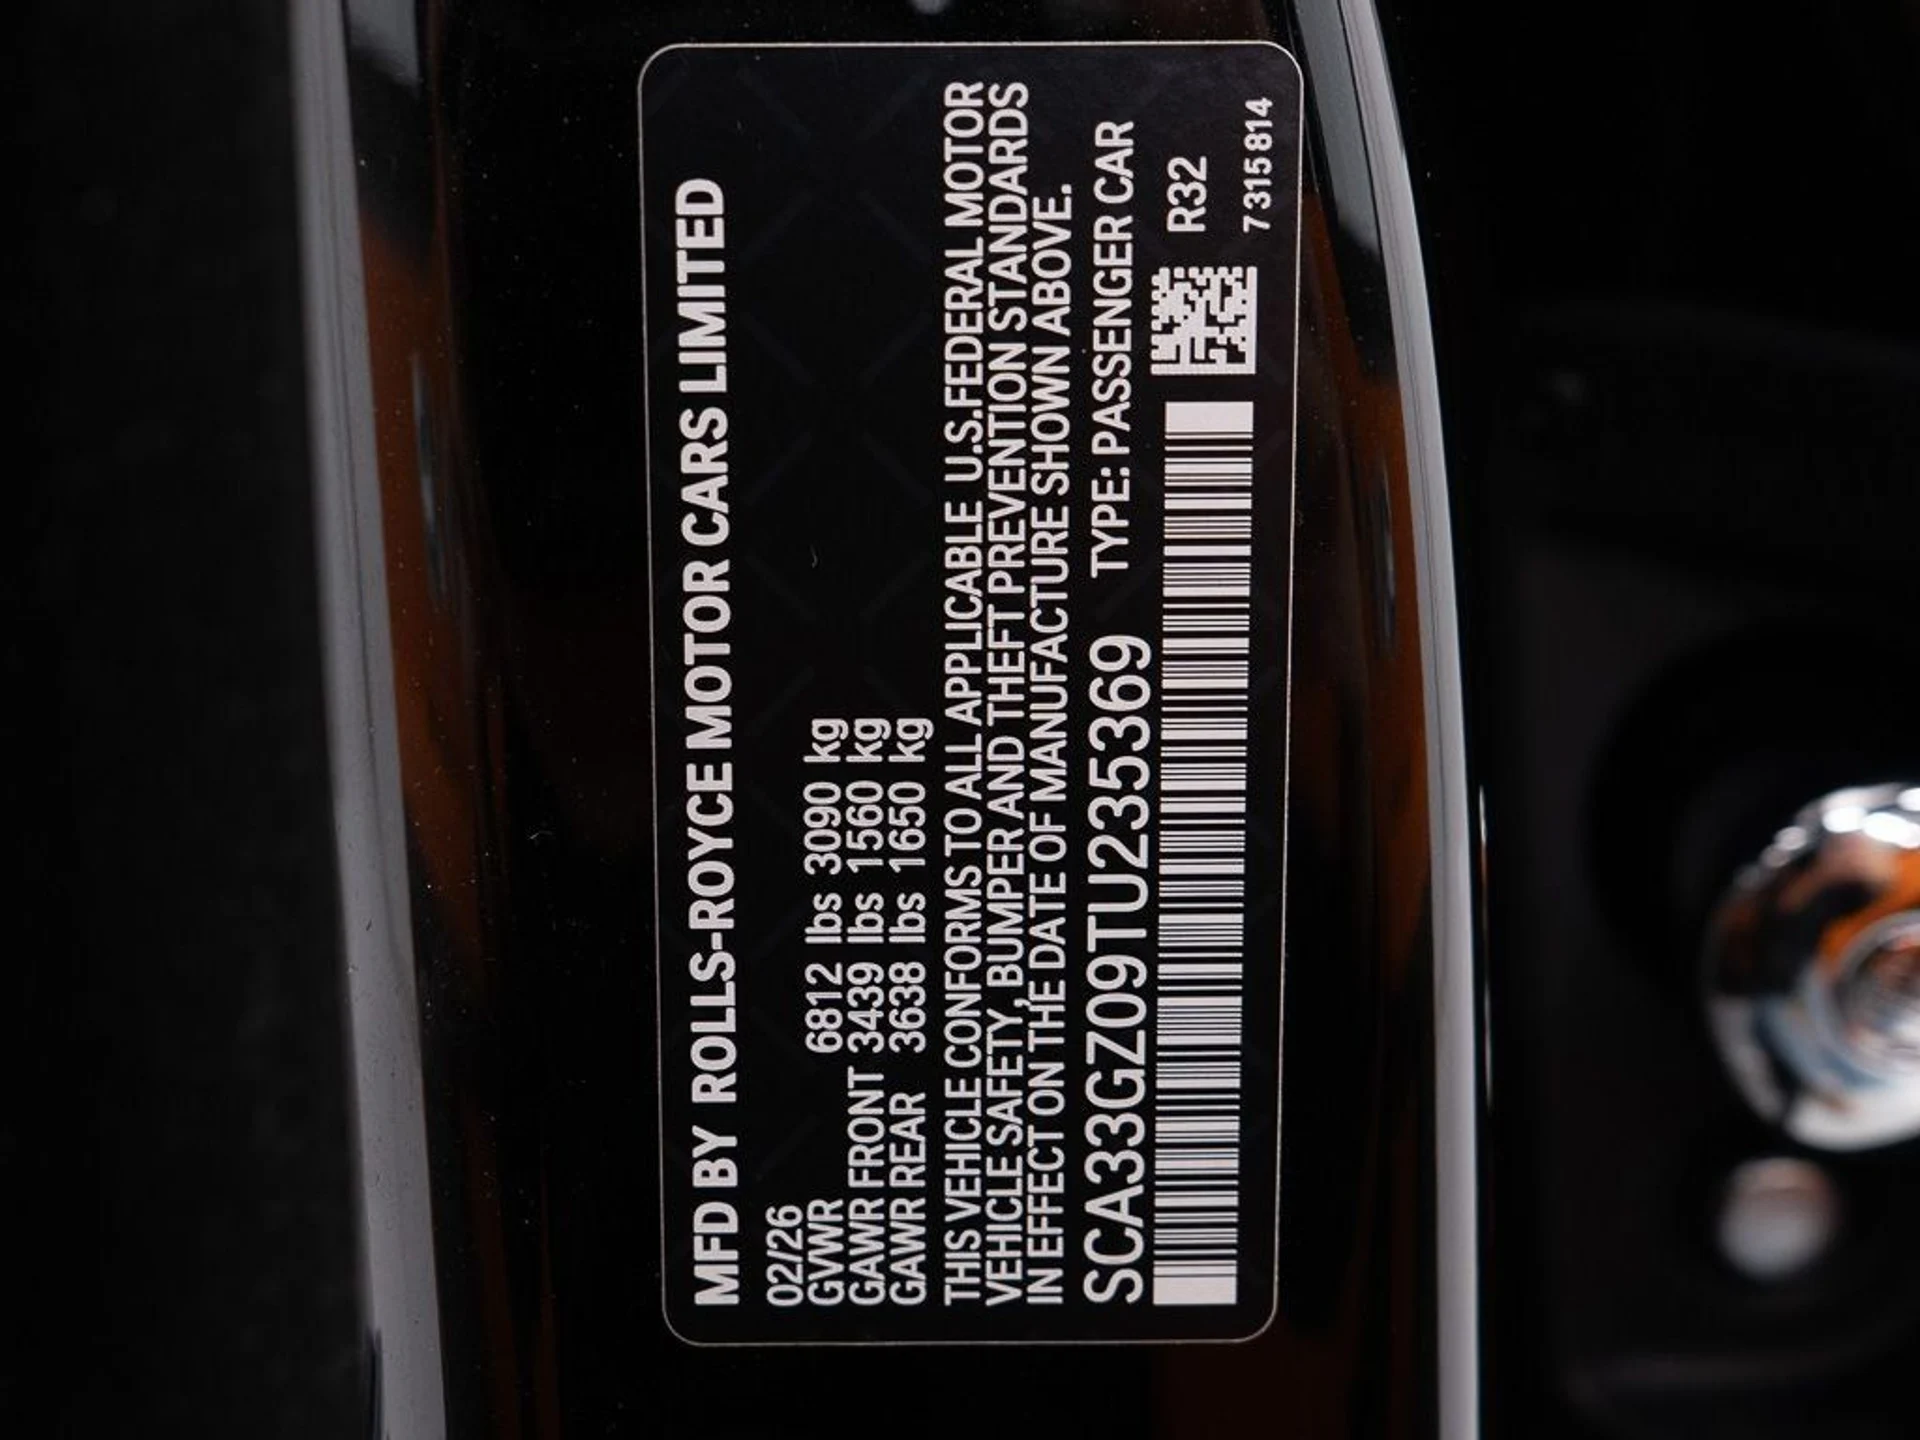 MFD BY ROLLS-ROYCE MOTOR CARS LIMITED
02/26
GVWR 6812 lbs 3090 kg
GAWR FRONT 3439 lbs 1560 kg
GAWR REAR 3638 lbs 1650 kg
THIS VEHICLE CONFORMS TO ALL APPLICABLE U.S.FEDERAL MOTOR
VEHICLE SAFETY, BUMPER AND THEFT PREVENTION STANDARDS
IN EFFECT ON THE DATE OF MANUFACTURE SHOWN ABOVE.
SCA33GZ09TU235369 TYPE: PASSENGER CAR
R32
7315814